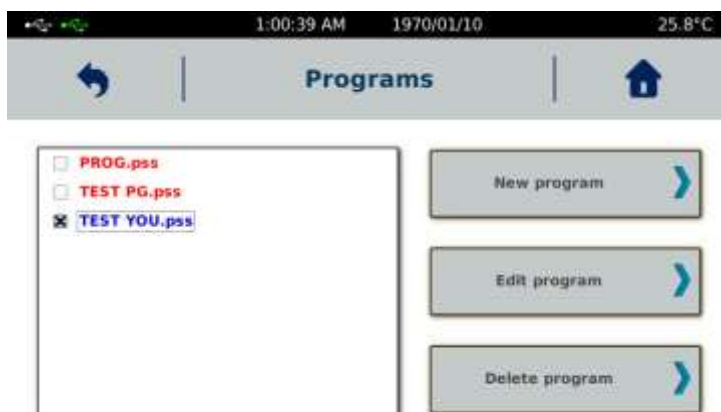 1:00:39 AM 1970/01/10 25.8°C
Programs
PROG.pss
TEST PG.pss
TEST YOU.pss
New program
Edit program
Delete program